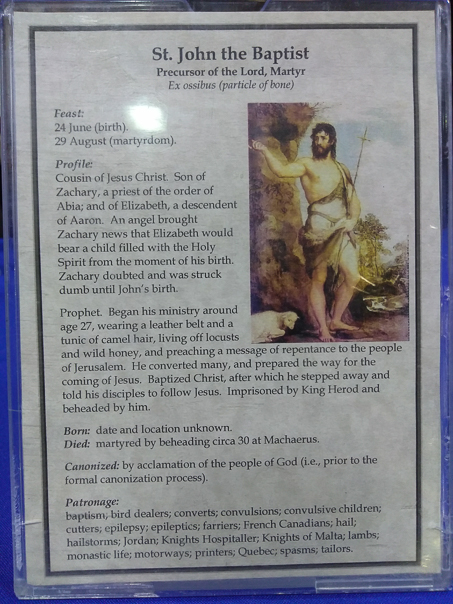 St. John the Baptist
Precursor of the Lord, Martyr
Ex ossibus (particle of bone)
Feast:
24 June (birth).
29 August (martyrdom).
Profile:
Cousin of Jesus Christ. Son of
Zachary, a priest of the order of
Abia; and of Elizabeth, a descendent
of Aaron. An angel brought
Zachary news that Elizabeth would
bear a child filled with the Holy
Spirit from the moment of his birth.
Zachary doubted and was struck
dumb until John's birth.
Prophet. Began his ministry around
age 27, wearing a leather belt and a
tunic of camel hair, living off locusts
and wild honey, and preaching a message of repentance to the people
of Jerusalem. He converted many, and prepared the way for the
coming of Jesus. Baptized Christ, after which he stepped away and
told his disciples to follow Jesus. Imprisoned by King Herod and
beheaded by him.
Born: date and location unknown.
Died: martyred by beheading circa 30 at Machaerus.
Canonized: by acclamation of the people of God (i.e., prior to the
formal canonization process).
Patronage:
baptism; bird dealers; converts; convulsions; convulsive children;
cutters; epilepsy; epileptics; farriers; French Canadians; hail;
hailstorms; Jordan; Knights Hospitaller; Knights of Malta; lambs;
monastic life; motorways; printers; Quebec; spasms; tailors.